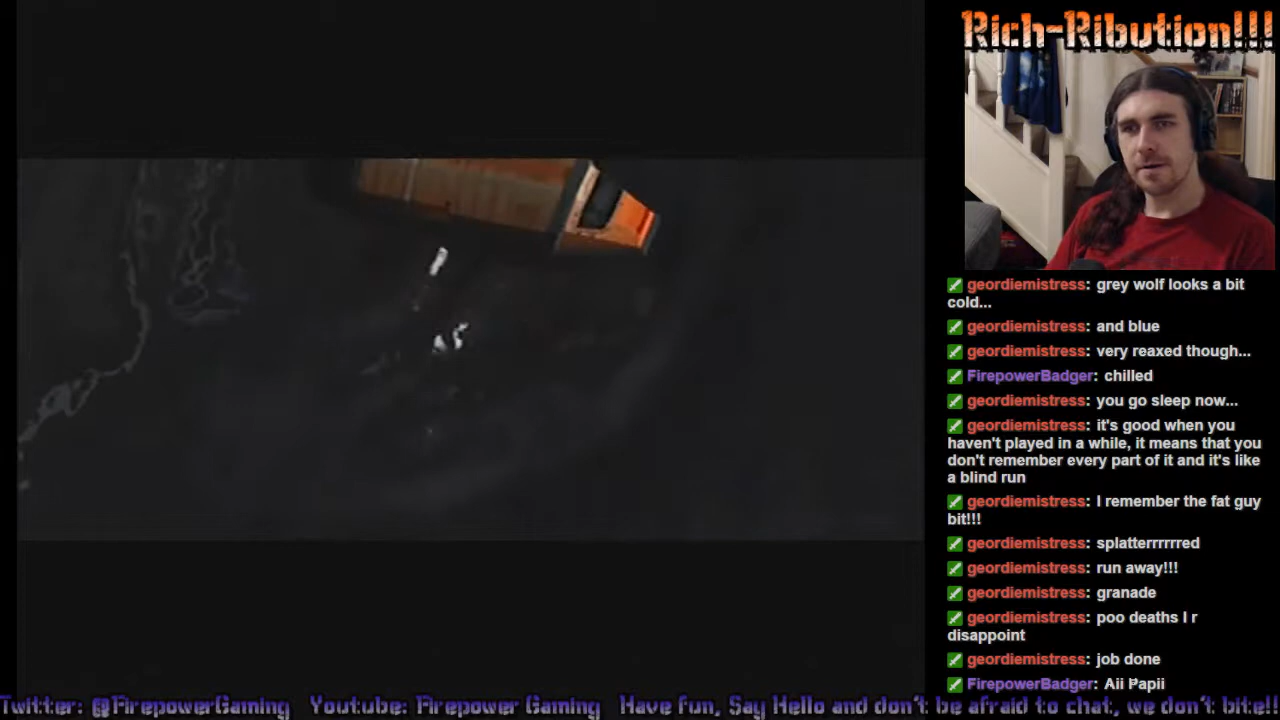 Rich-Ribution!!!
geordiemistress: grey wolf looks a bit
cold...
geordiemistress: and blue
geordiemistress: very reaxed though...
FirepowerBadger: chilled
geordiemistress: you go sleep now...
geordiemistress: it's good when you
haven't played in a while, it means that you
don't remember every part of it and it's like
a blind run
geordiemistress: I remember the fat guy
bit!!!
geordiemistress: splatterrrrrred
geordiemistress: run away!!!
geordiemistress: granade
geordiemistress: poo deaths I r
disappoint
geordiemistress: job done
FirepowerBadger: Aii Papii
Twitter: @FirepowerGaming Youtube: Firepower Gaming Have fun, Say Hello and don't be afraid to chat, we don't bite!!